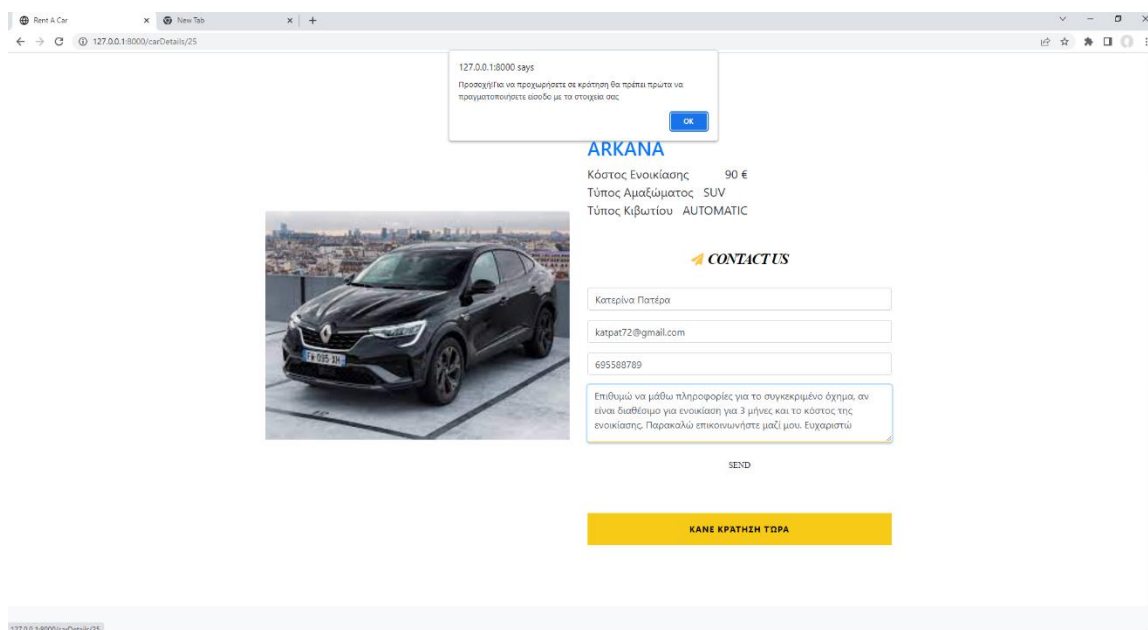 Rent A Car
New Tab
127.0.0.1:8000/carDetails/25
127.0.0.1:8000 says
Προσοχή!Για να προχωρήσετε σε κράτηση θα πρέπει πρώτα να
πραγματοποιήσετε είσοδο με τα στοιχεία σας
OK
ARKANA
Κόστος Ενοικίασης 90 €
Τύπος Αμαξώματος SUV
Τύπος Κιβωτίου AUTOMATIC
CONTACT US
Κατερίνα Πατέρα
katpat72@gmail.com
695588789
Επιθυμώ να μάθω πληροφορίες για το συγκεκριμένο όχημα, αν
είναι διαθέσιμο για ενοικίαση για 3 μήνες και το κόστος της
ενοικίασης. Παρακαλώ επικοινωνήστε μαζί μου. Ευχαριστώ
SEND
ΚΑΝΕ ΚΡΆΤΗΣΗ ΤΏΡΑ
127.0.0.1:8000/carDetails/25